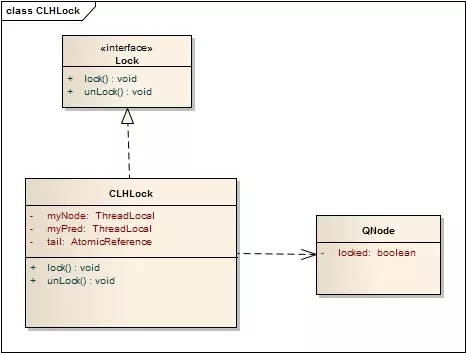 class CLHLock
«interface»
Lock
+ lock() : void
+ unLock() : void
CLHLock
- myNode: ThreadLocal
- myPred: ThreadLocal
- tail: AtomicReference
+ lock() : void
+ unLock() : void
QNode
- locked: boolean